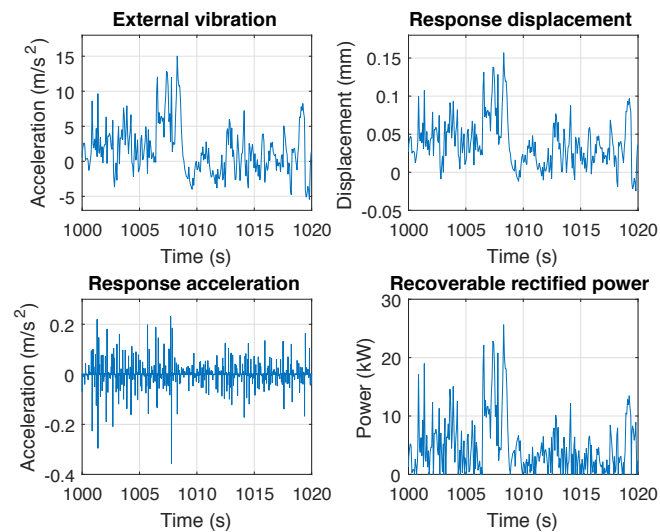 External vibration
Acceleration (m/s²)
15
10
5
0
-5
1000 1005 1010 1015 1020
Time (s)
Response displacement
Displacement (mm)
0.15
0.1
0.05
0
-0.05
1000 1005 1010 1015 1020
Time (s)
Response acceleration
Acceleration (m/s²)
0.2
0
-0.2
-0.4
1000 1005 1010 1015 1020
Time (s)
Recoverable rectified power
Power (kW)
30
20
10
0
1000 1005 1010 1015 1020
Time (s)